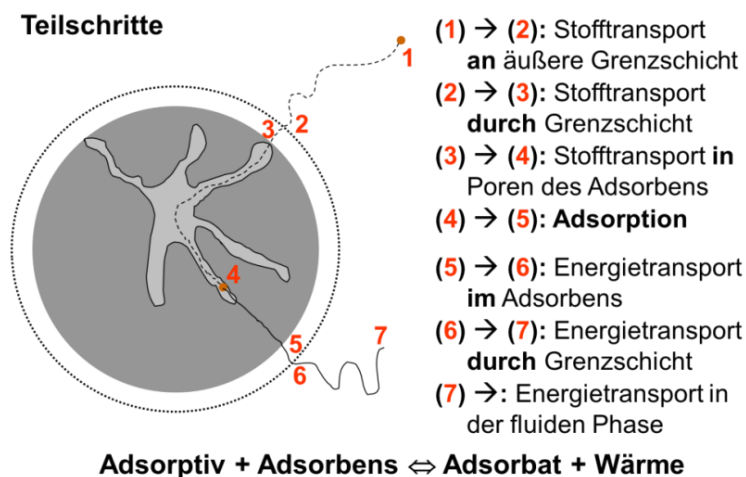 Teilschritte
1
2
3
4
5
6
7
(1) → (2): Stofftransport
an äußere Grenzschicht
(2) → (3): Stofftransport
durch Grenzschicht
(3) → (4): Stofftransport in
Poren des Adsorbens
(4) → (5): Adsorption
(5) → (6): Energietransport
im Adsorbens
(6) → (7): Energietransport
durch Grenzschicht
(7) →: Energietransport in
der fluiden Phase
Adsorptiv + Adsorbens ⇔ Adsorbat + Wärme